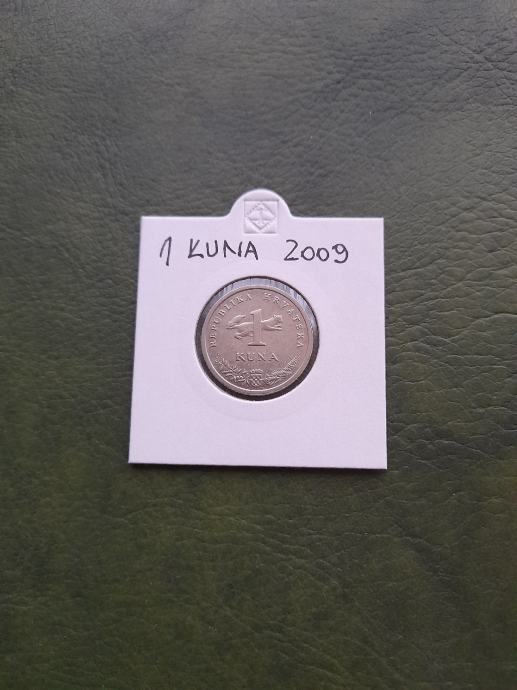 1 KUNA 2009
REPUBLIKA HRVATSKA
1
KUNA